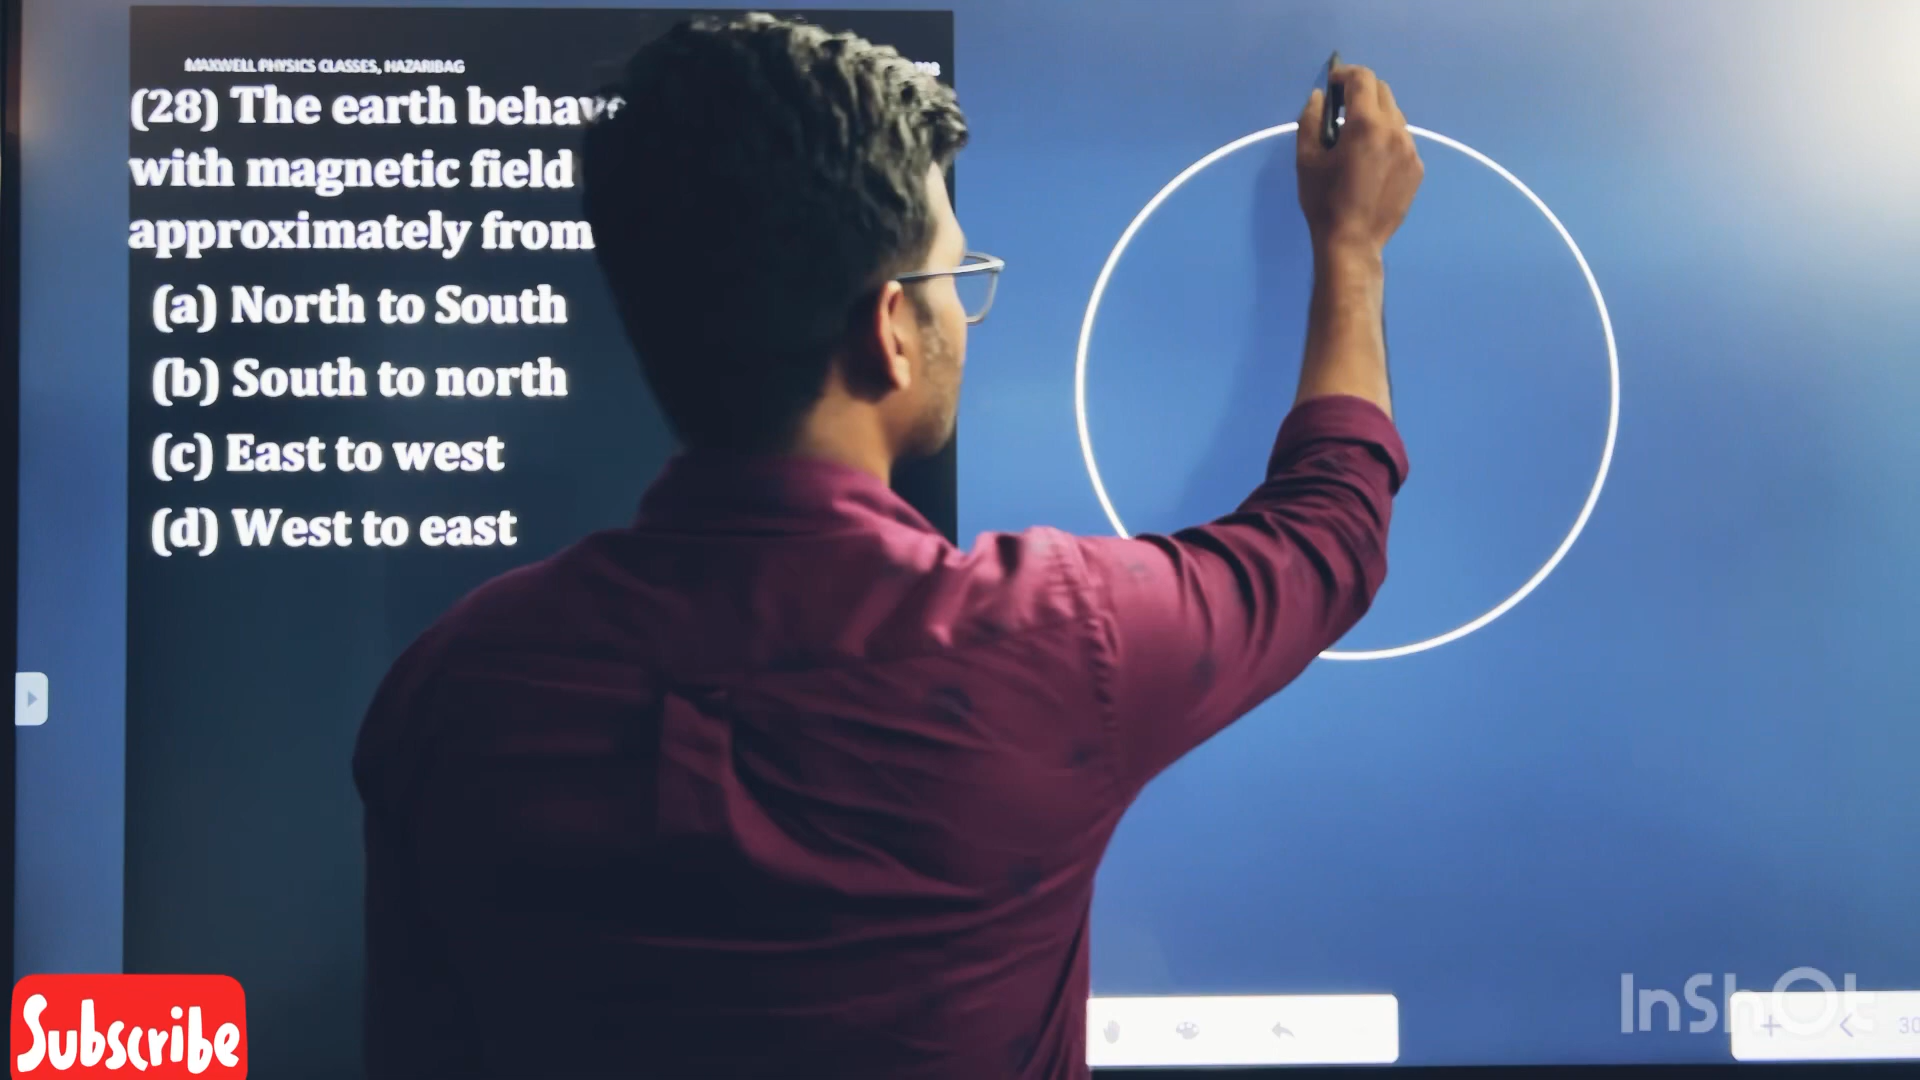 MAXWELL PHYSICS CLASSES, HAZARIBAG
(28) The earth
with magnetic field
approximately from
(a) North to South
(b) South to north
(c) East to west
(d) West to east
Subscribe
InShOt
30